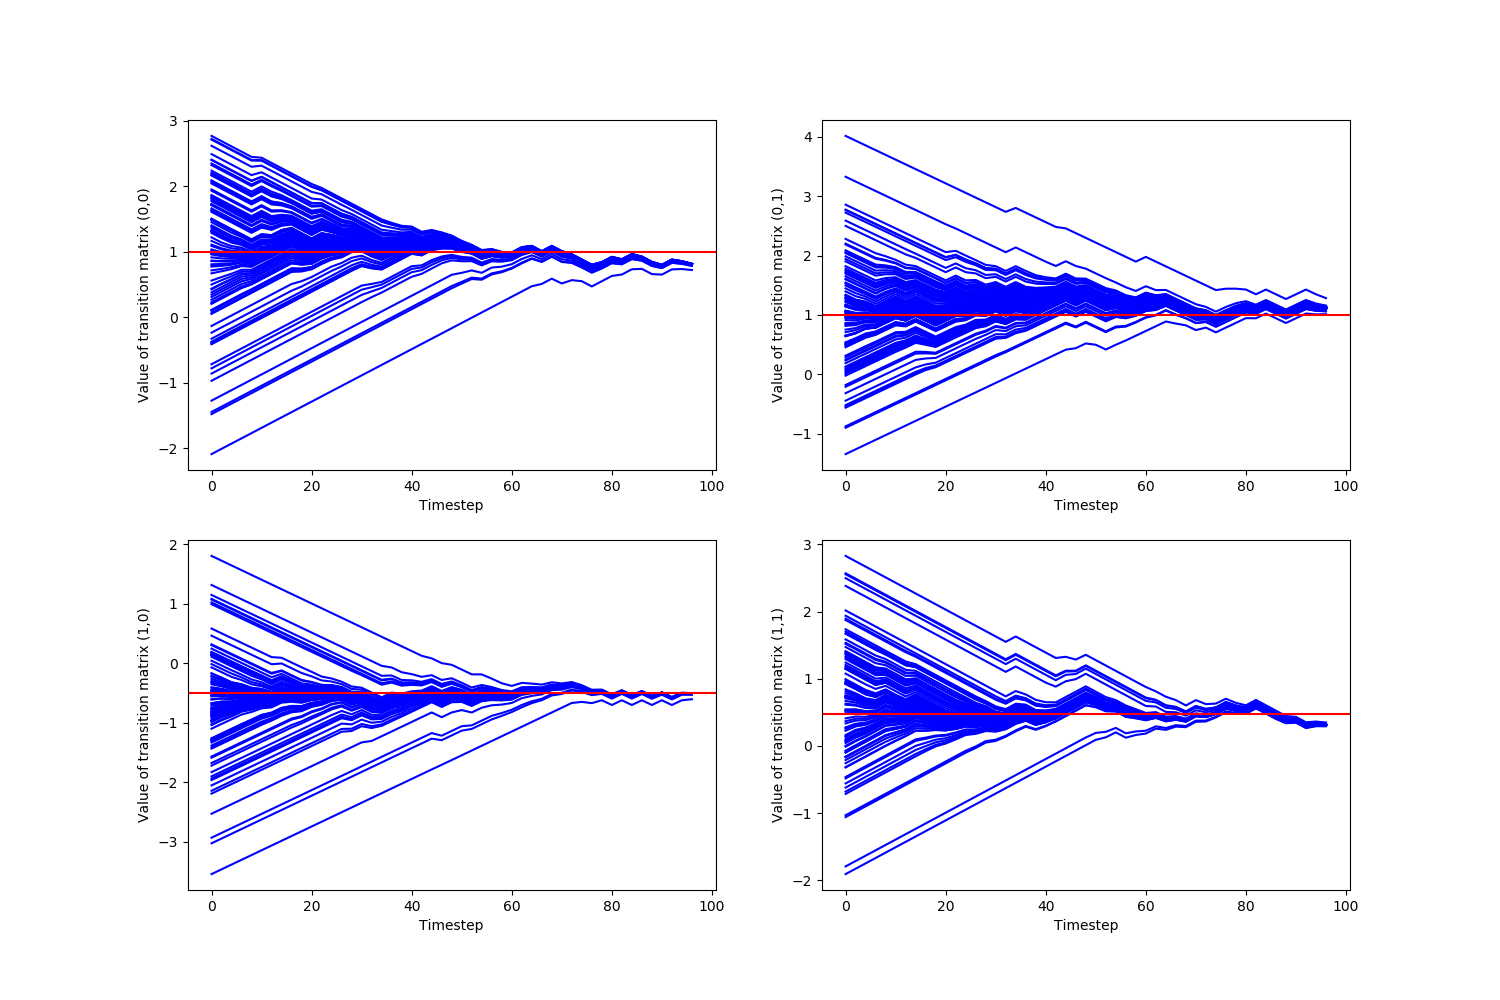 3
2
1
0
−1
−2
Value of transition matrix (0,0)
0 20 40 60 80 100
Timestep
4
3
2
1
0
−1
Value of transition matrix (0,1)
0 20 40 60 80 100
Timestep
2
1
0
−1
−2
−3
Value of transition matrix (1,0)
0 20 40 60 80 100
Timestep
3
2
1
0
−1
−2
Value of transition matrix (1,1)
0 20 40 60 80 100
Timestep